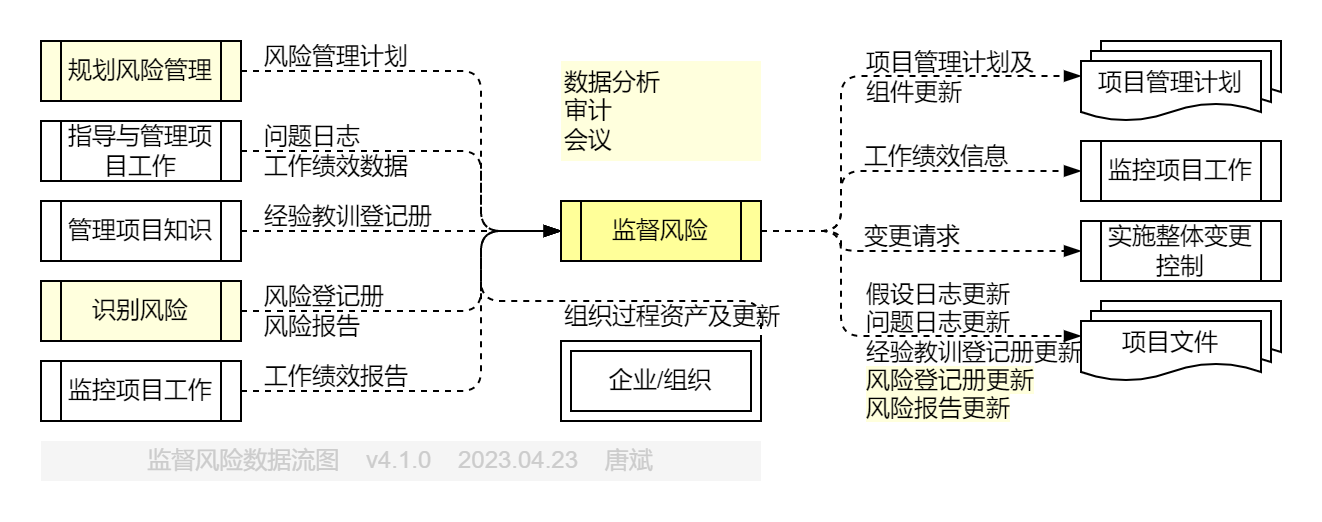 规划风险管理
风险管理计划
指导与管理项
目工作
问题日志
工作绩效数据
管理项目知识
经验教训登记册
识别风险
风险登记册
风险报告
监控项目工作
工作绩效报告
数据分析
审计
会议
监督风险
组织过程资产及更新
企业/组织
项目管理计划及
组件更新
项目管理计划
工作绩效信息
监控项目工作
变更请求
实施整体变更
控制
假设日志更新
问题日志更新
经验教训登记册更新
风险登记册更新
风险报告更新
项目文件
监督风险数据流图 v4.1.0 2023.04.23 唐斌